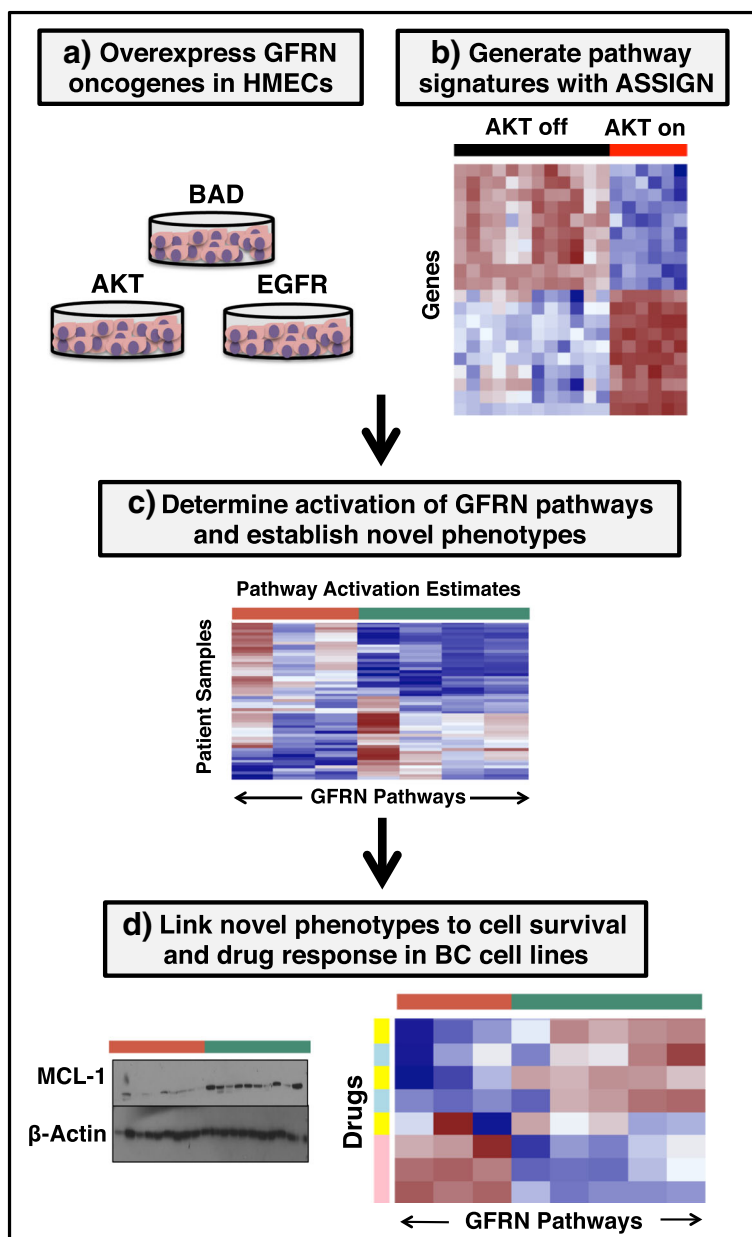 a) Overexpress GFRN
oncogenes in HMECs
b) Generate pathway
signatures with ASSIGN
BAD
AKT
EGFR
AKT off
AKT on
Genes
c) Determine activation of GFRN pathways
and establish novel phenotypes
Pathway Activation Estimates
Patient Samples
GFRN Pathways
d) Link novel phenotypes to cell survival
and drug response in BC cell lines
MCL-1
β-Actin
Drugs
GFRN Pathways